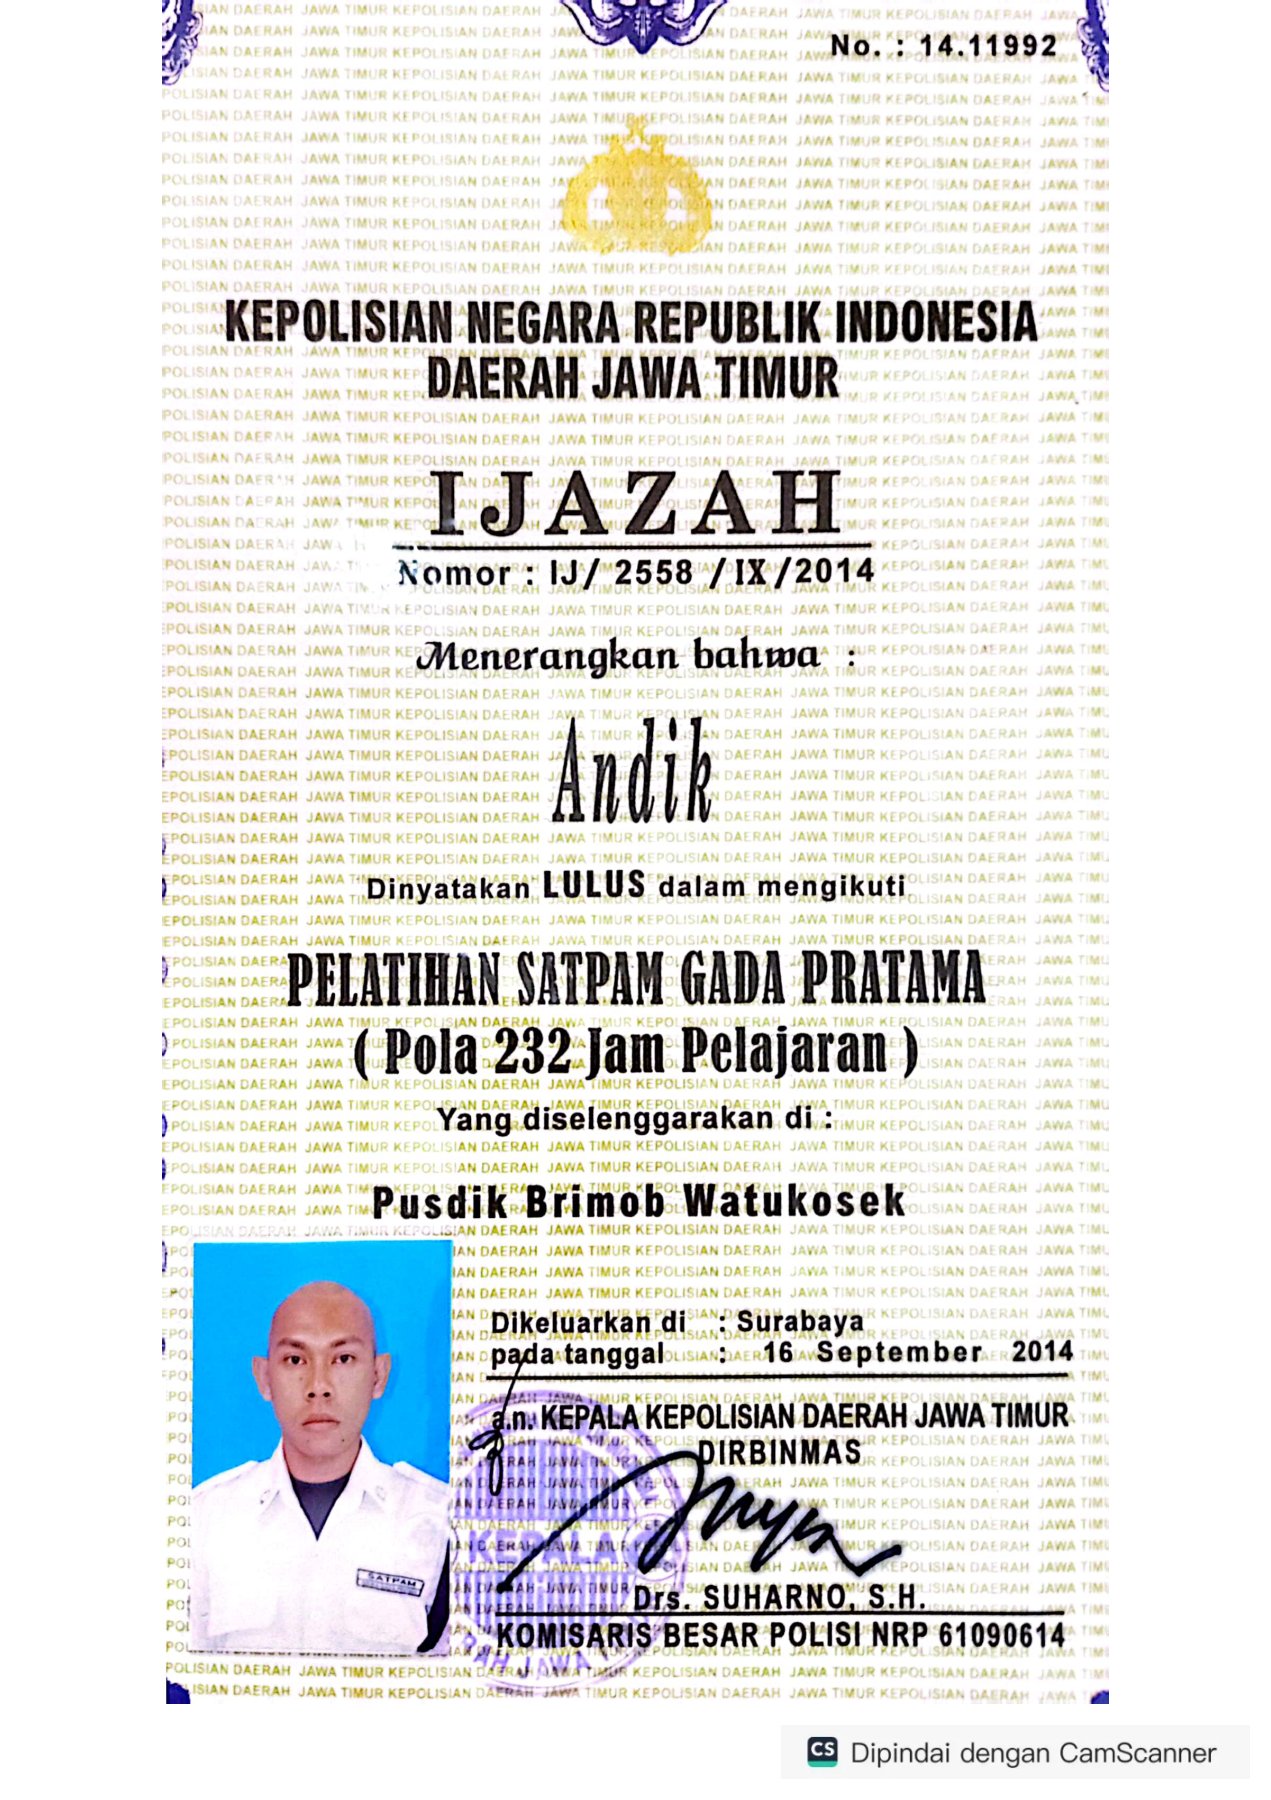 No. : 14.11992
KEPOLISIAN NEGARA REPUBLIK INDONESIA
DAERAH JAWA TIMUR
IJAZAH
Nomor : IJ/ 2558 /IX/2014
Menerangkan bahwa :
Andik
Dinyatakan LULUS dalam mengikuti
PELATIHAN SATPAM GADA PRATAMA
( Pola 232 Jam Pelajaran )
Yang diselenggarakan di :
Pusdik Brimob Watukosek
Dikeluarkan di : Surabaya
pada tanggal : 16 September 2014
a.n. KEPALA KEPOLISIAN DAERAH JAWA TIMUR
DIRBINMAS
KEPALA
SATPAM
Drs. SUHARNO, S.H.
KOMISARIS BESAR POLISI NRP 61090614
CS Dipindai dengan CamScanner